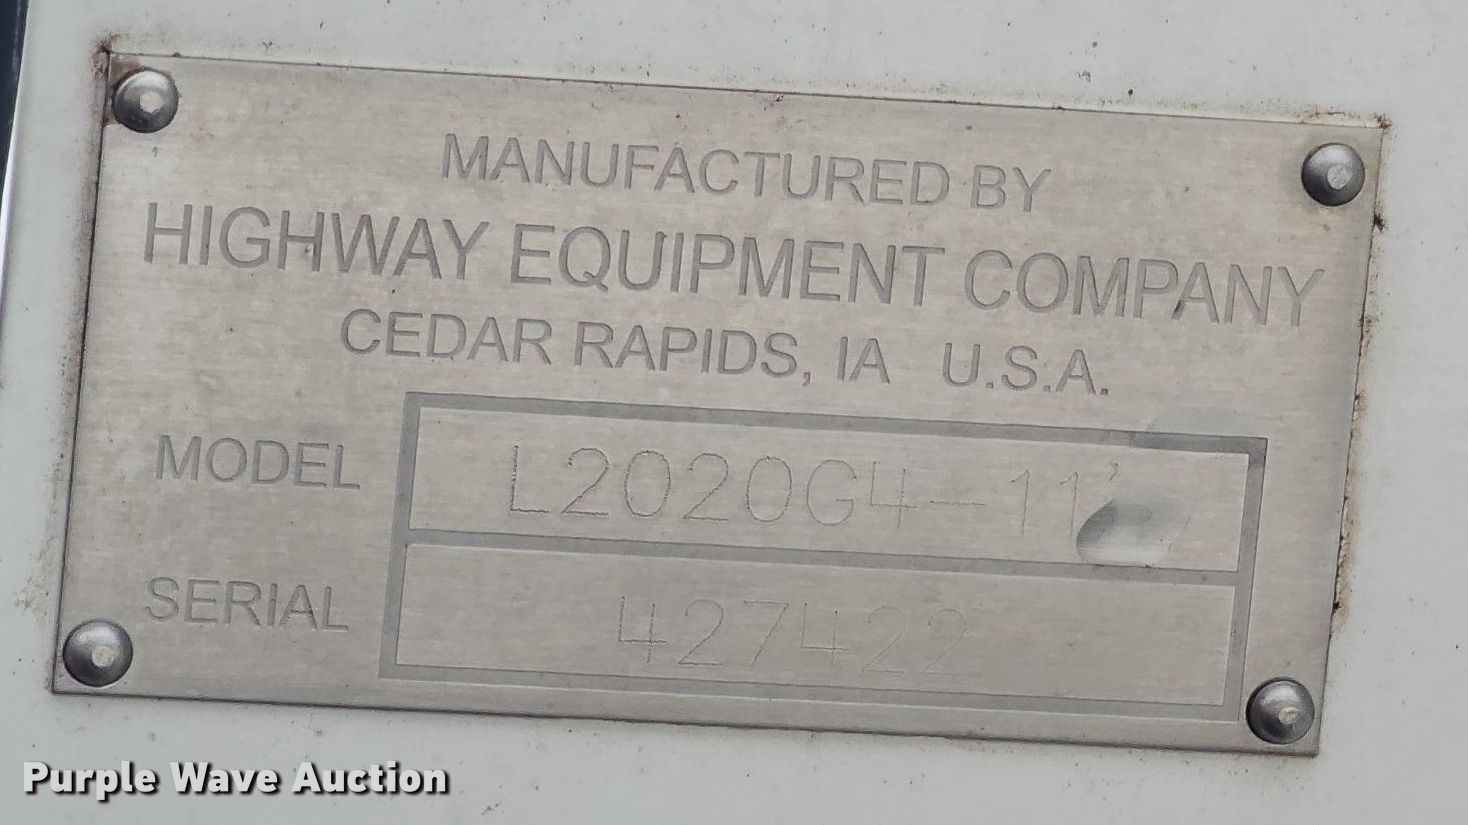 MANUFACTURED BY
HIGHWAY EQUIPMENT COMPANY
CEDAR RAPIDS, IA U.S.A.
MODEL L2020G4-11'
SERIAL 427422
Purple Wave Auction